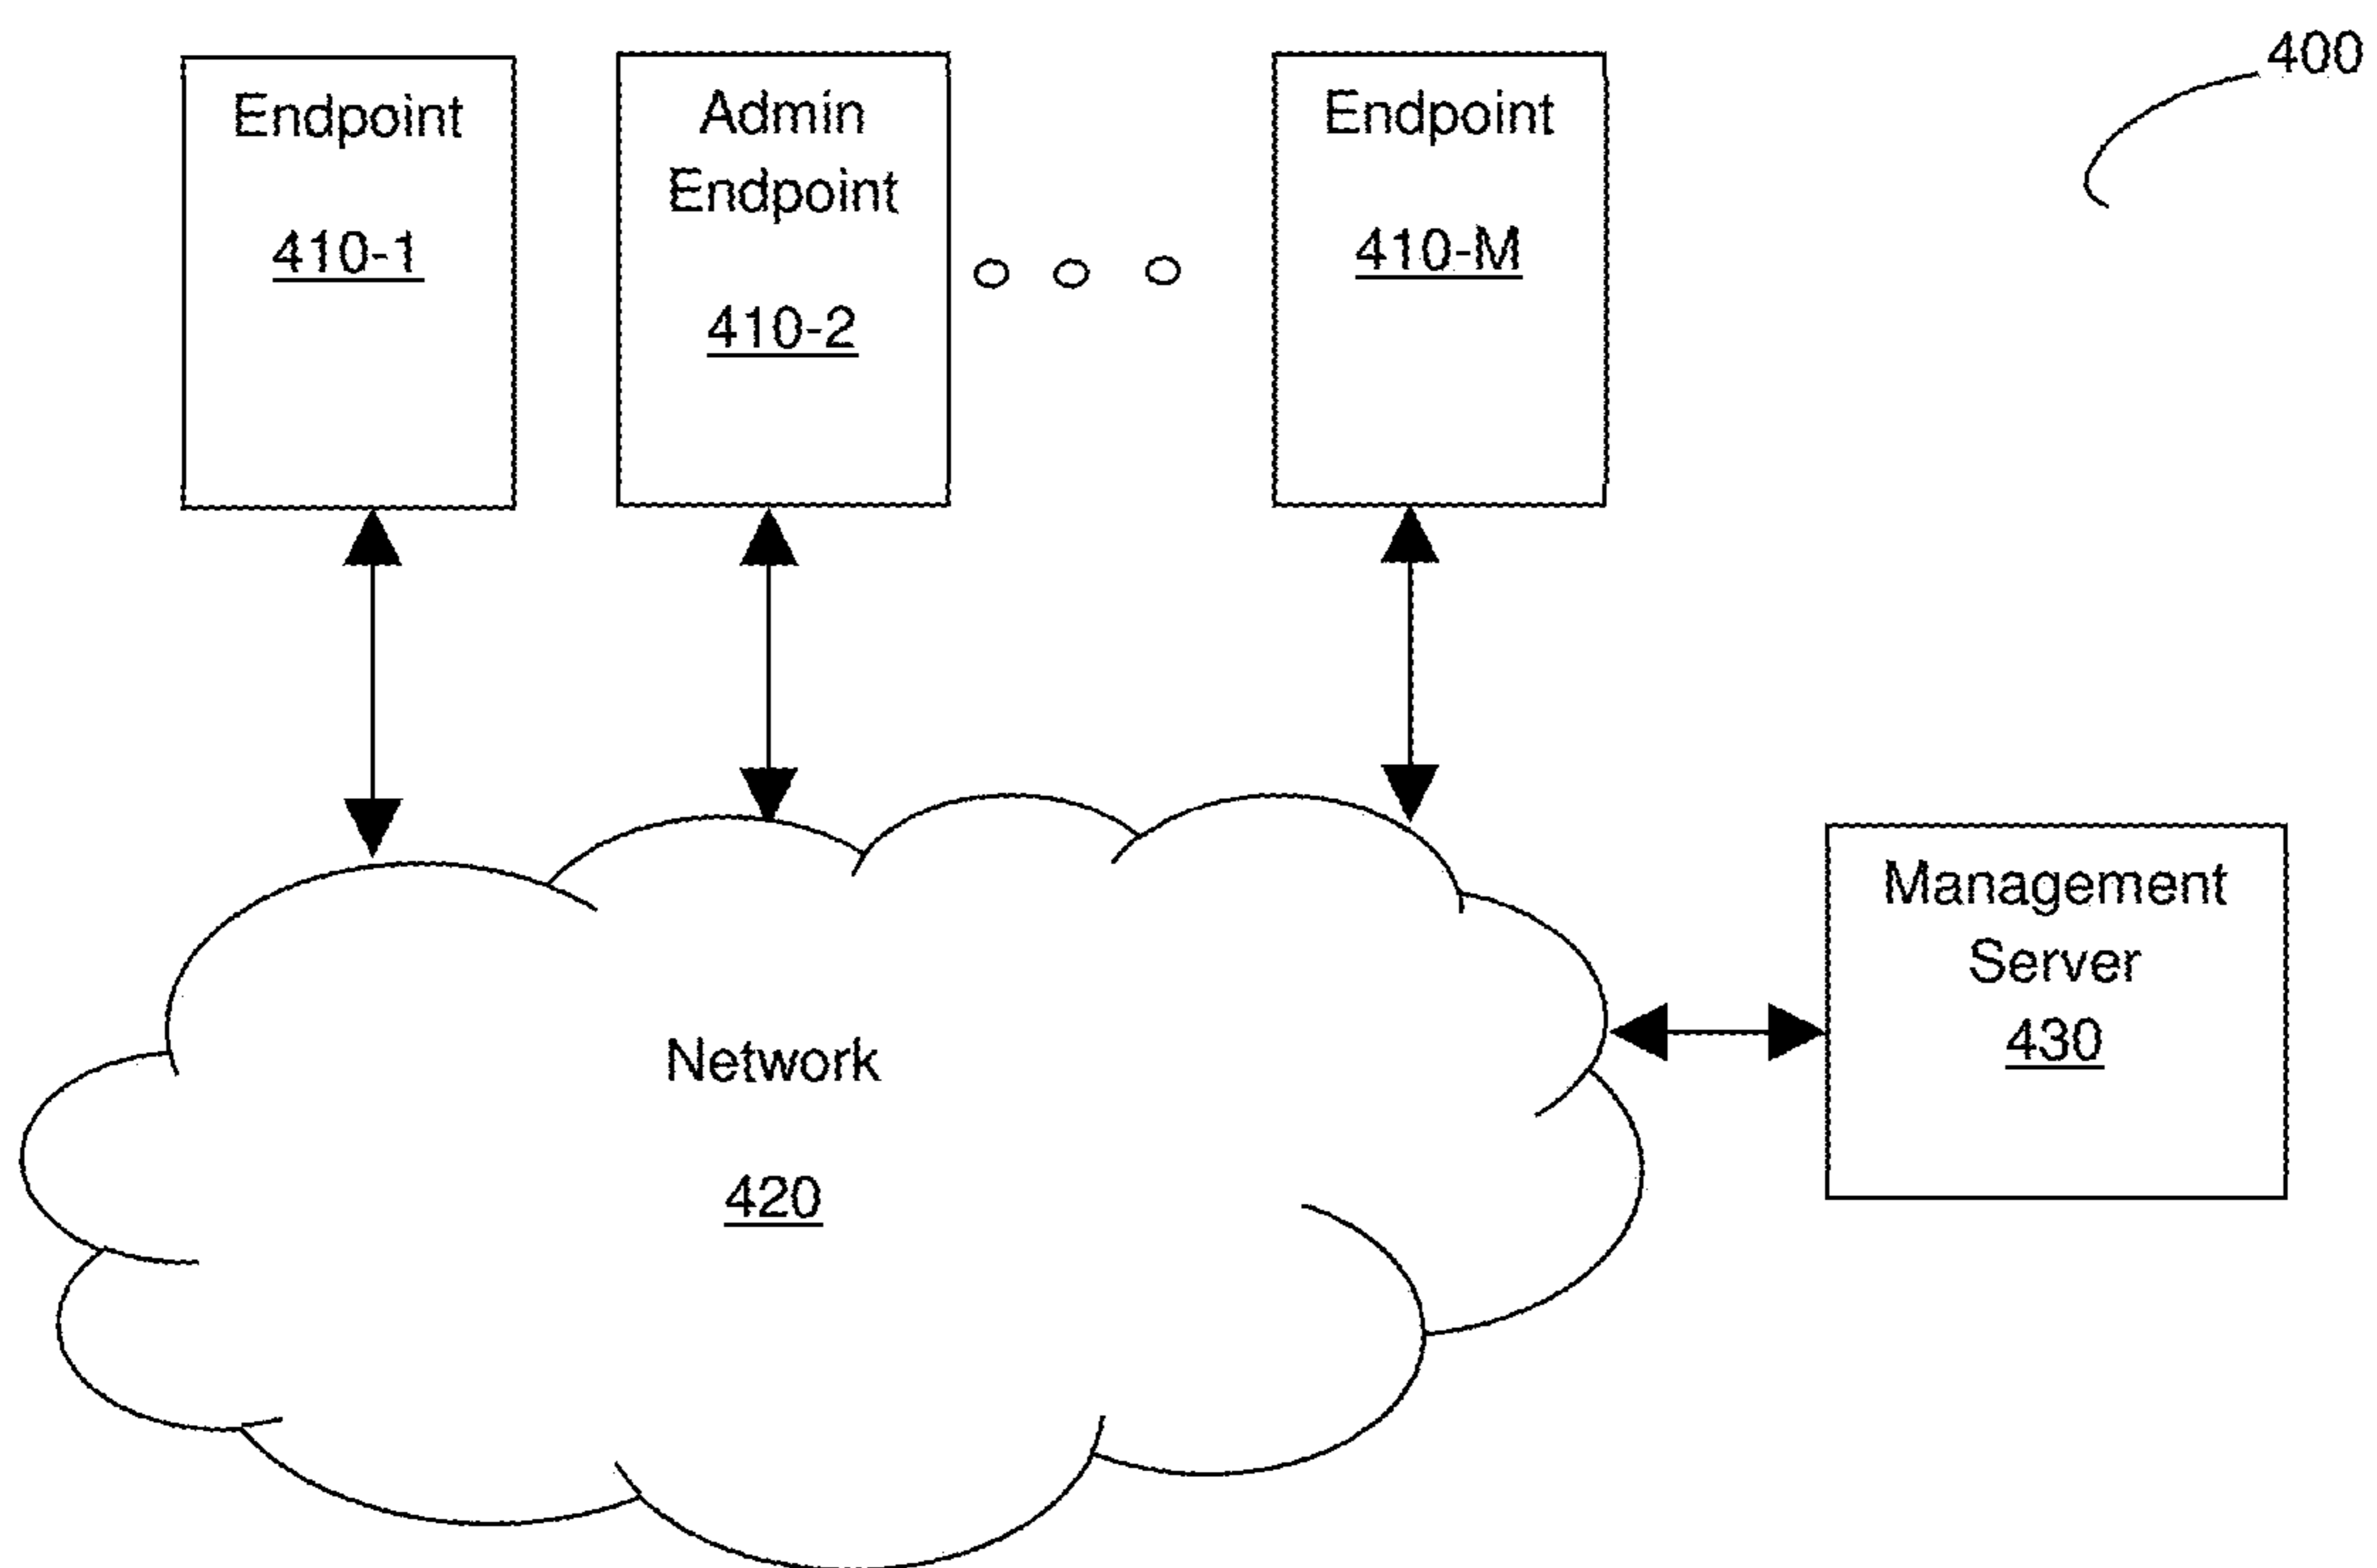 400
Endpoint
410-1
Admin
Endpoint
410-2
Endpoint
410-M
Network
420
Management
Server
430